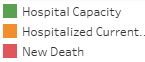 Hospital Capacity
Hospitalized Current..
New Death